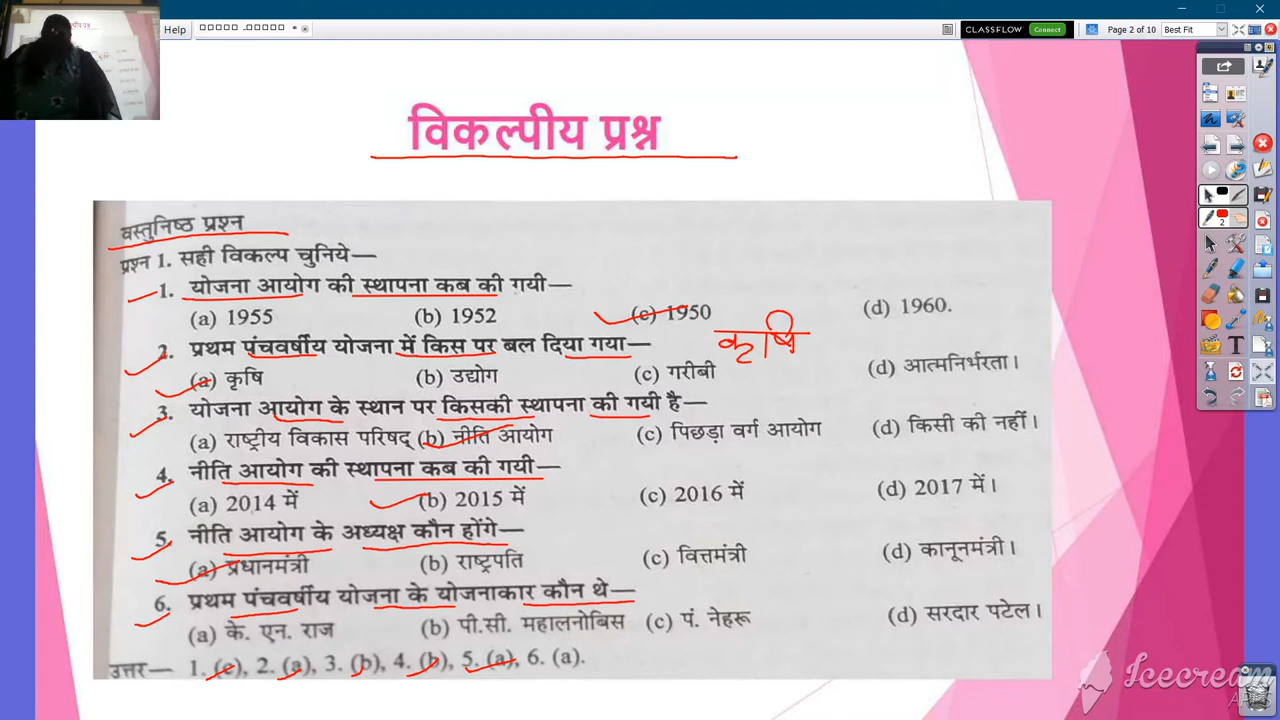 Help
CLASSFLOW Connect
Page 2 of 10
Best Fit
विकल्पीय प्रश्न
वस्तुनिष्ठ प्रश्न
प्रश्न 1. सही विकल्प चुनिये—
1. योजना आयोग की स्थापना कब की गयी—
(a) 1955 (b) 1952 (c) 1950 (d) 1960.
कृषि
2. प्रथम पंचवर्षीय योजना में किस पर बल दिया गया—
(a) कृषि (b) उद्योग (c) गरीबी (d) आत्मनिर्भरता।
3. योजना आयोग के स्थान पर किसकी स्थापना की गयी है—
(a) राष्ट्रीय विकास परिषद् (b) नीति आयोग (c) पिछड़ा वर्ग आयोग (d) किसी की नहीं।
4. नीति आयोग की स्थापना कब की गयी—
(a) 2014 में (b) 2015 में (c) 2016 में (d) 2017 में।
5. नीति आयोग के अध्यक्ष कौन होंगे—
(a) प्रधानमंत्री (b) राष्ट्रपति (c) वित्तमंत्री (d) कानूनमंत्री।
6. प्रथम पंचवर्षीय योजना के योजनाकार कौन थे—
(a) के. एन. राज (b) पी.सी. महालनोबिस (c) पं. नेहरू (d) सरदार पटेल।
उत्तर— 1. (c), 2. (a), 3. (b), 4. (b), 5. (a), 6. (a).
2
T
Icecream
APPS